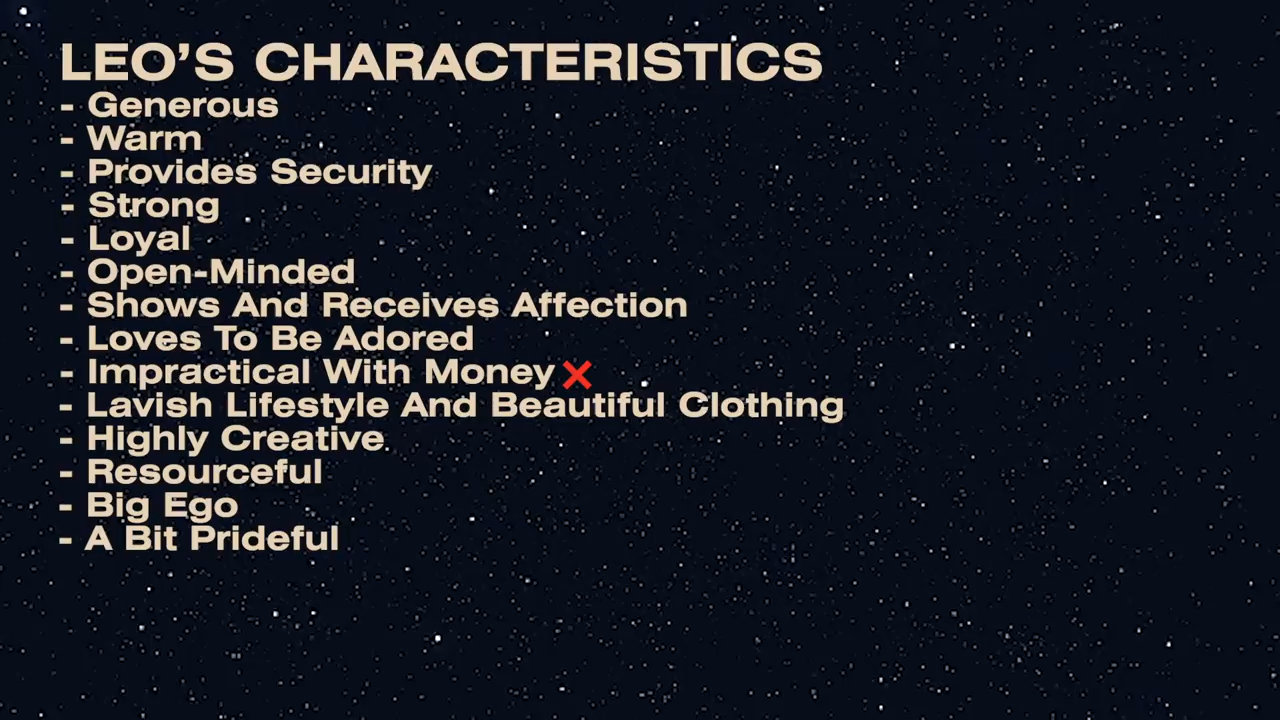 LEO’S CHARACTERISTICS
- Generous
- Warm
- Provides Security
- Strong
- Loyal
- Open-Minded
- Shows And Receives Affection
- Loves To Be Adored
- Impractical With Money❌
- Lavish Lifestyle And Beautiful Clothing
- Highly Creative
- Resourceful
- Big Ego
- A Bit Prideful